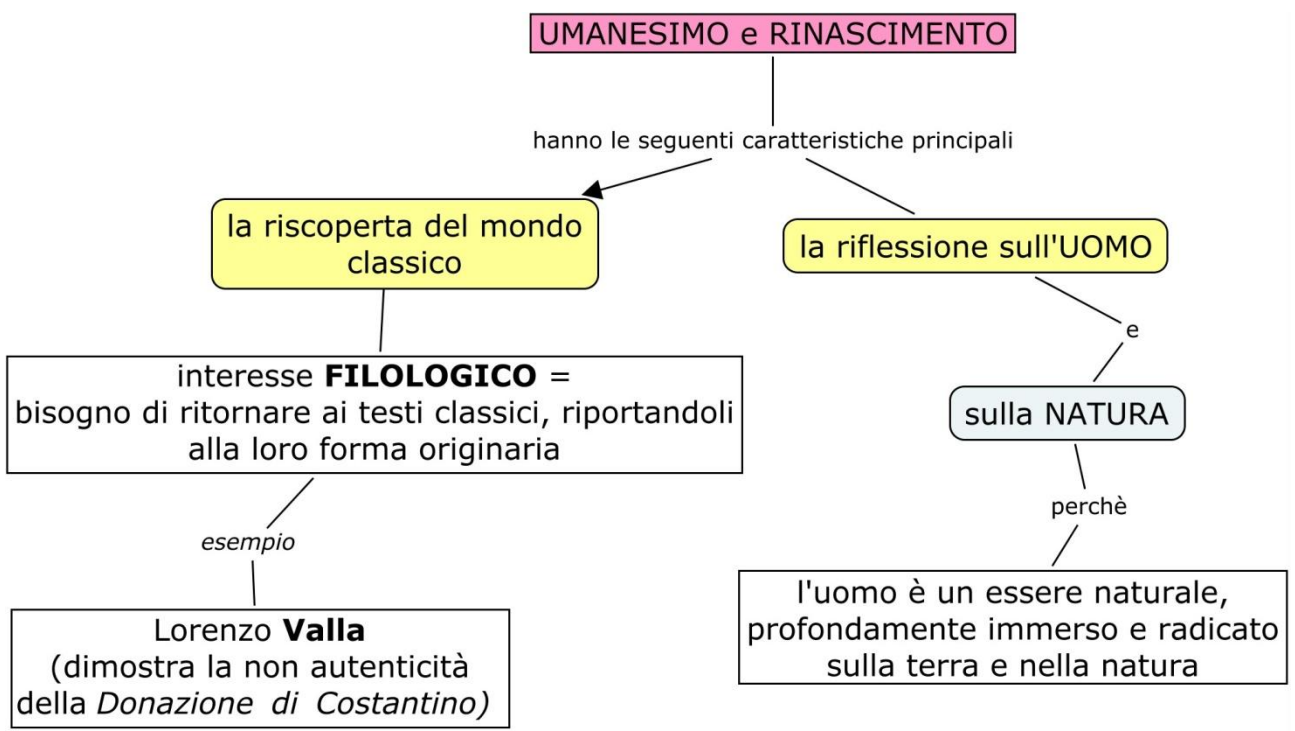 UMANESIMO e RINASCIMENTO
hanno le seguenti caratteristiche principali
la riscoperta del mondo
classico
la riflessione sull'UOMO
e
interesse FILOLOGICO =
bisogno di ritornare ai testi classici, riportandoli
alla loro forma originaria
sulla NATURA
perchè
esempio
l'uomo è un essere naturale,
profondamente immerso e radicato
sulla terra e nella natura
Lorenzo Valla
(dimostra la non autenticità
della Donazione di Costantino)